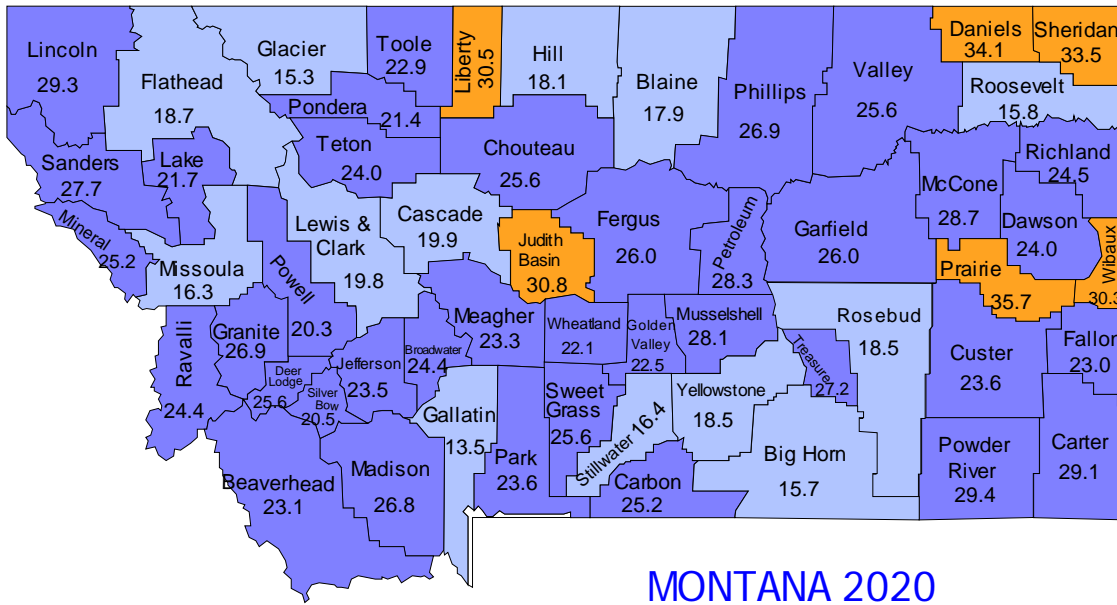 Lincoln
29.3
Flathead
18.7
Glacier
15.3
Toole
22.9
Liberty
30.5
Hill
18.1
Blaine
17.9
Phillips
26.9
Valley
25.6
Daniels
34.1
Sheridan
33.5
Roosevelt
15.8
Pondera
21.4
Teton
24.0
Chouteau
25.6
Sanders
27.7
Lake
21.7
Richland
24.5
McCone
28.7
Dawson
24.0
Mineral
25.2
Missoula
16.3
Powell
20.3
Lewis &
Clark
19.8
Cascade
19.9
Judith
Basin
30.8
Fergus
26.0
Petroleum
28.3
Garfield
26.0
Prairie
35.7
Wibaux
30.3
Ravalli
24.4
Granite
26.9
Deer
Lodge
25.6
Silver
Bow
20.5
Jefferson
23.5
Broadwater
24.4
Meagher
23.3
Wheatland
22.1
Golden
Valley
22.5
Musselshell
28.1
Treasure
27.2
Rosebud
18.5
Custer
23.6
Fallon
23.0
Beaverhead
23.1
Madison
26.8
Gallatin
13.5
Park
23.6
Sweet
Grass
25.6
Stillwater 16.4
Yellowstone
18.5
Carbon
25.2
Big Horn
15.7
Powder
River
29.4
Carter
29.1
MONTANA 2020